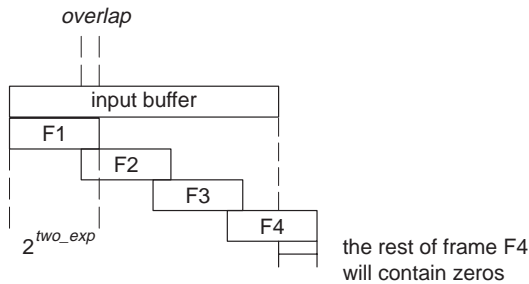 overlap
input buffer
F1
F2
F3
F4
2^two_exp
the rest of frame F4
will contain zeros